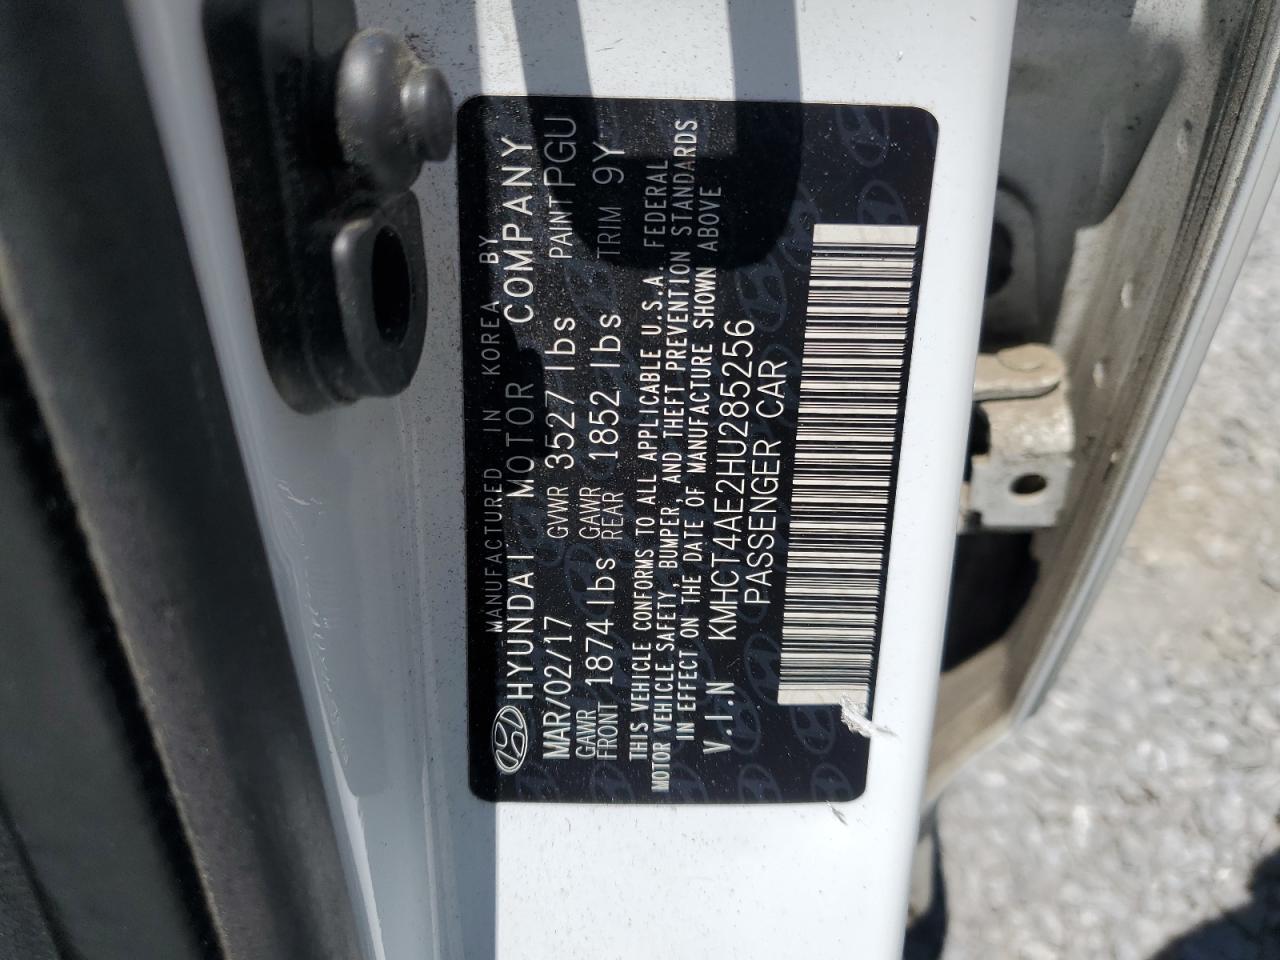 MANUFACTURED IN KOREA BY
HYUNDAI MOTOR COMPANY
MAR/02/17 GVWR 3527 lbs PAINT PGU
GAWR FRONT 1874 lbs GAWR REAR 1852 lbs TRIM 9Y
THIS VEHICLE CONFORMS TO ALL APPLICABLE U.S.A. FEDERAL
MOTOR VEHICLE SAFETY, BUMPER, AND THEFT PREVENTION STANDARDS
IN EFFECT ON THE DATE OF MANUFACTURE SHOWN ABOVE
V.I.N KMHCT4AE2HU285256
PASSENGER CAR